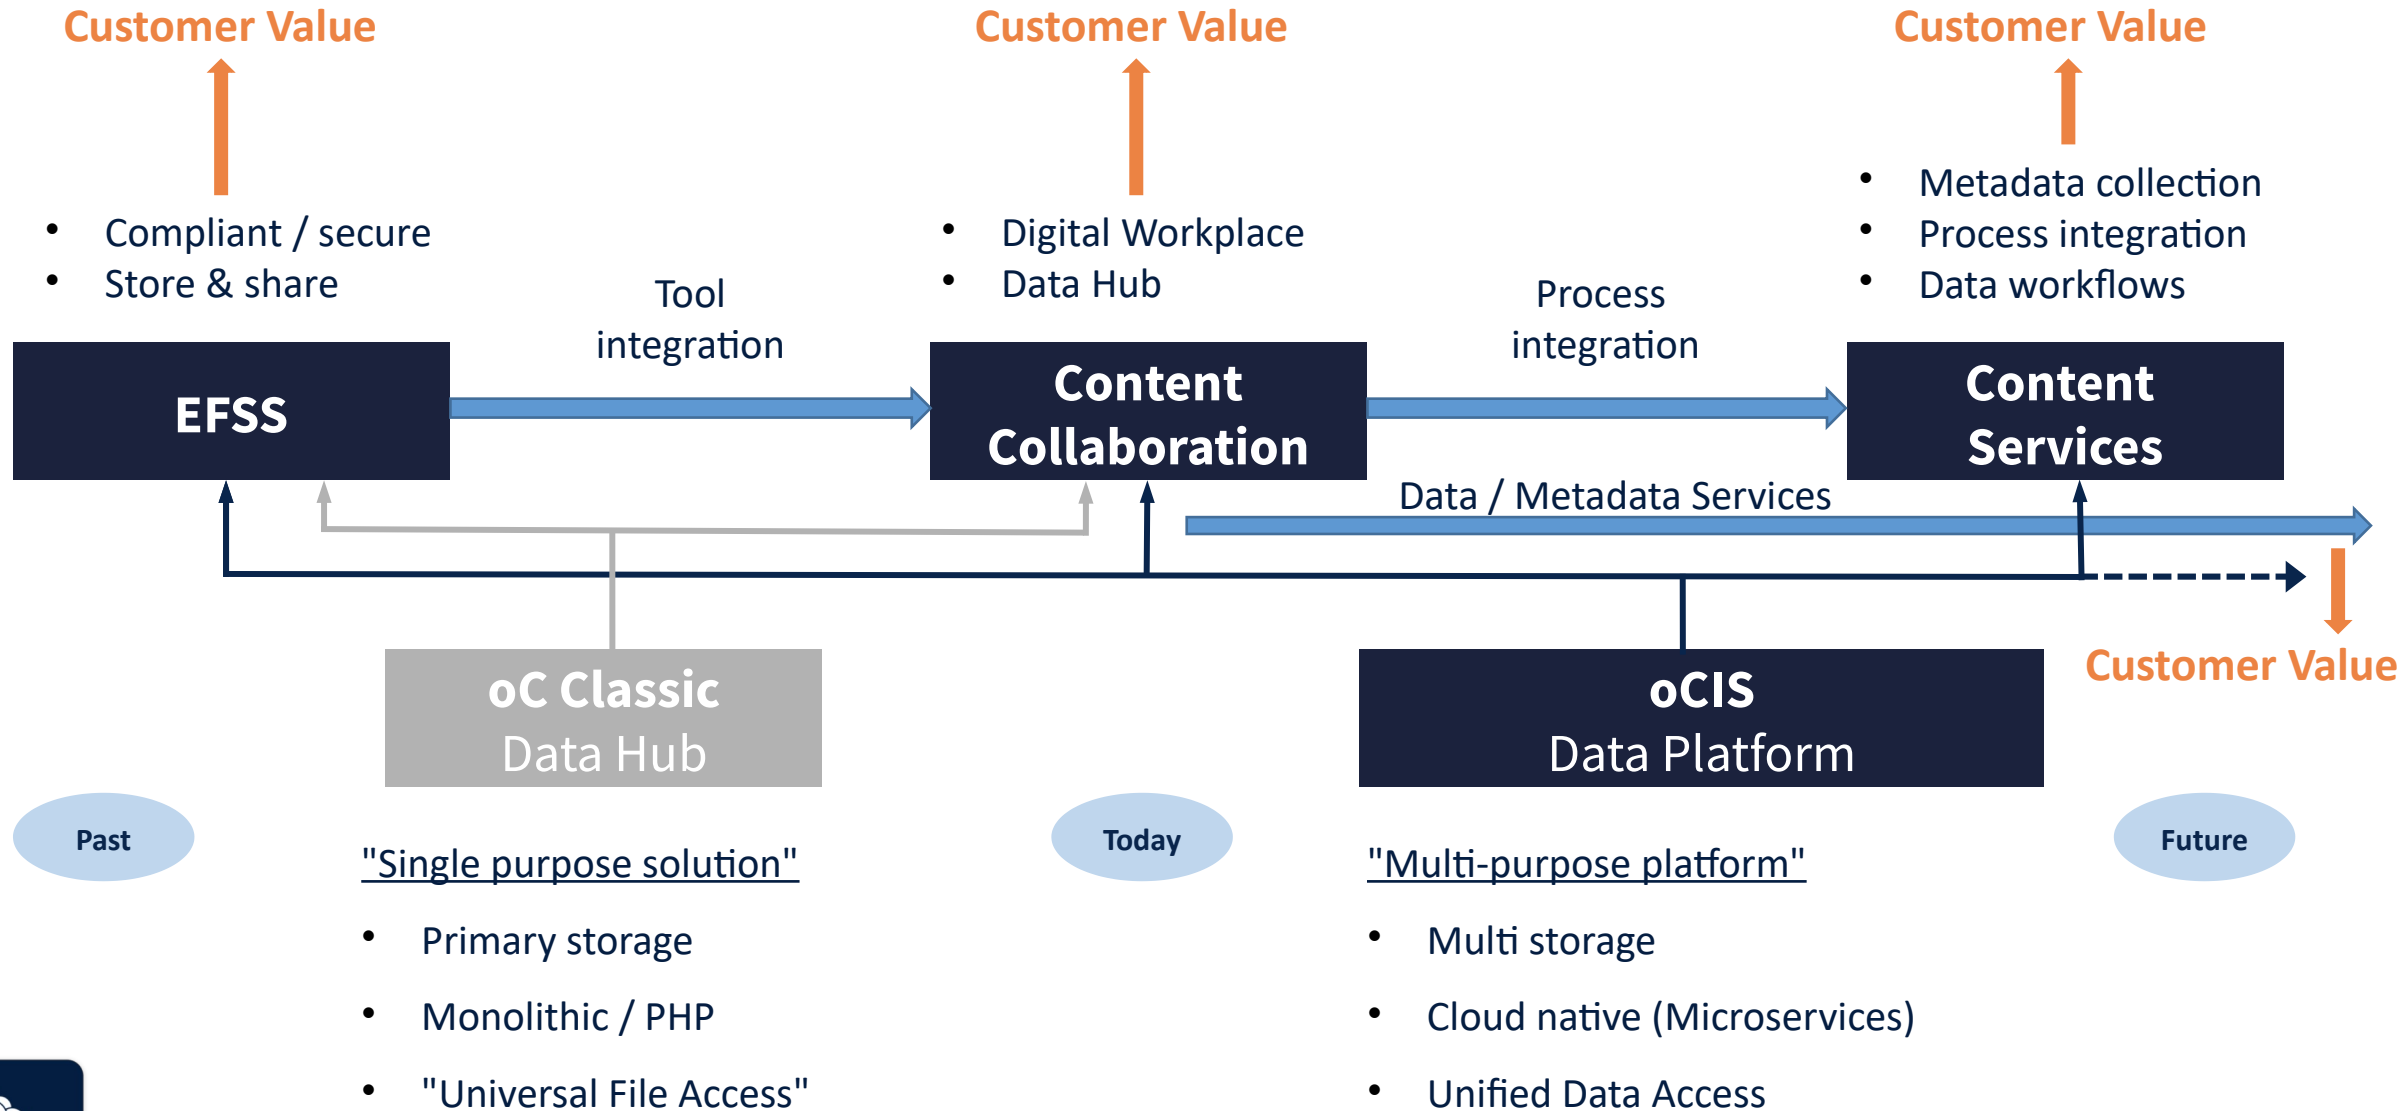 Customer Value
Customer Value
Customer Value
• Compliant / secure
• Store & share
Tool
integration
• Digital Workplace
• Data Hub
Process
integration
• Metadata collection
• Process integration
• Data workflows
EFSS
Content
Collaboration
Content
Services
Data / Metadata Services
Customer Value
oC Classic
Data Hub
oCIS
Data Platform
Past
Today
Future
"Single purpose solution"
• Primary storage
• Monolithic / PHP
• "Universal File Access"
"Multi-purpose platform"
• Multi storage
• Cloud native (Microservices)
• Unified Data Access